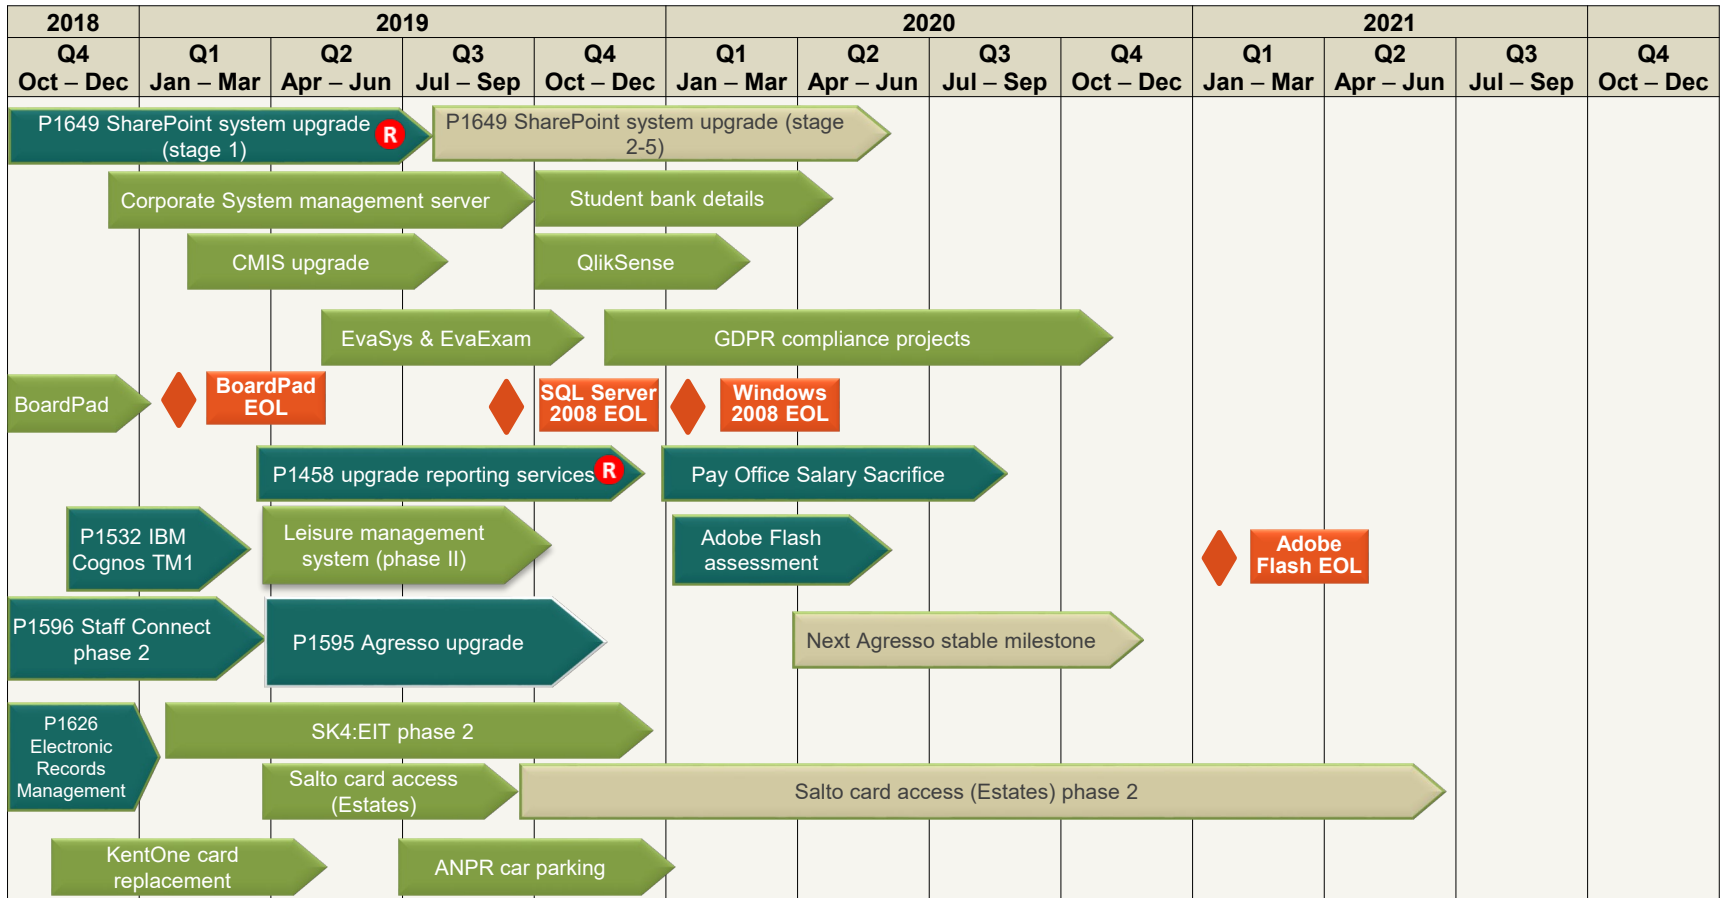 2018
2019
2020
2021
Q4
Q1
Q2
Q3
Q4
Q1
Q2
Q3
Q4
Q1
Q2
Q3
Q4
Oct – Dec
Jan – Mar
Apr – Jun
Jul – Sep
Oct – Dec
Jan – Mar
Apr – Jun
Jul – Sep
Oct – Dec
Jan – Mar
Apr – Jun
Jul – Sep
Oct – Dec
P1649 SharePoint system upgrade
(stage 1)
R
P1649 SharePoint system upgrade (stage
2-5)
Corporate System management server
Student bank details
CMIS upgrade
QlikSense
EvaSys & EvaExam
GDPR compliance projects
BoardPad
BoardPad
EOL
SQL Server
2008 EOL
Windows
2008 EOL
P1458 upgrade reporting services
R
Pay Office Salary Sacrifice
P1532 IBM
Cognos TM1
Leisure management
system (phase II)
Adobe Flash
assessment
Adobe
Flash EOL
P1596 Staff Connect
phase 2
P1595 Agresso upgrade
Next Agresso stable milestone
P1626
Electronic
Records
Management
SK4:EIT phase 2
Salto card access
(Estates)
Salto card access (Estates) phase 2
KentOne card
replacement
ANPR car parking